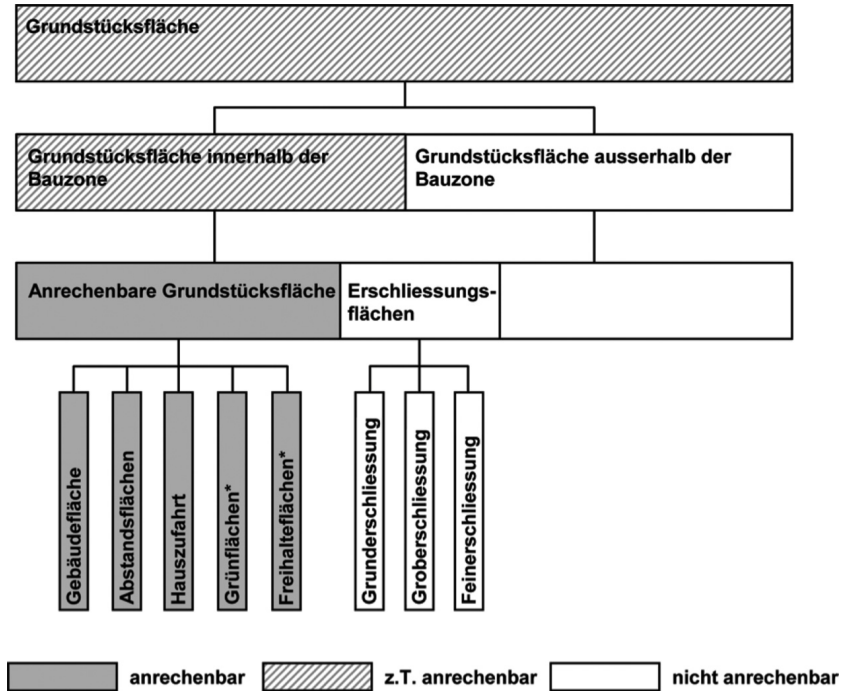 Grundstücksfläche
Grundstücksfläche innerhalb der
Bauzone
Grundstücksfläche ausserhalb der
Bauzone
Anrechenbare Grundstücksfläche
Erschliessungs-
flächen
Gebäudefläche
Abstandsflächen
Hauszufahrt
Grünflächen*
Freihalteflächen*
Grunderschliessung
Groberschliessung
Feinerschliessung
anrechenbar
z.T. anrechenbar
nicht anrechenbar